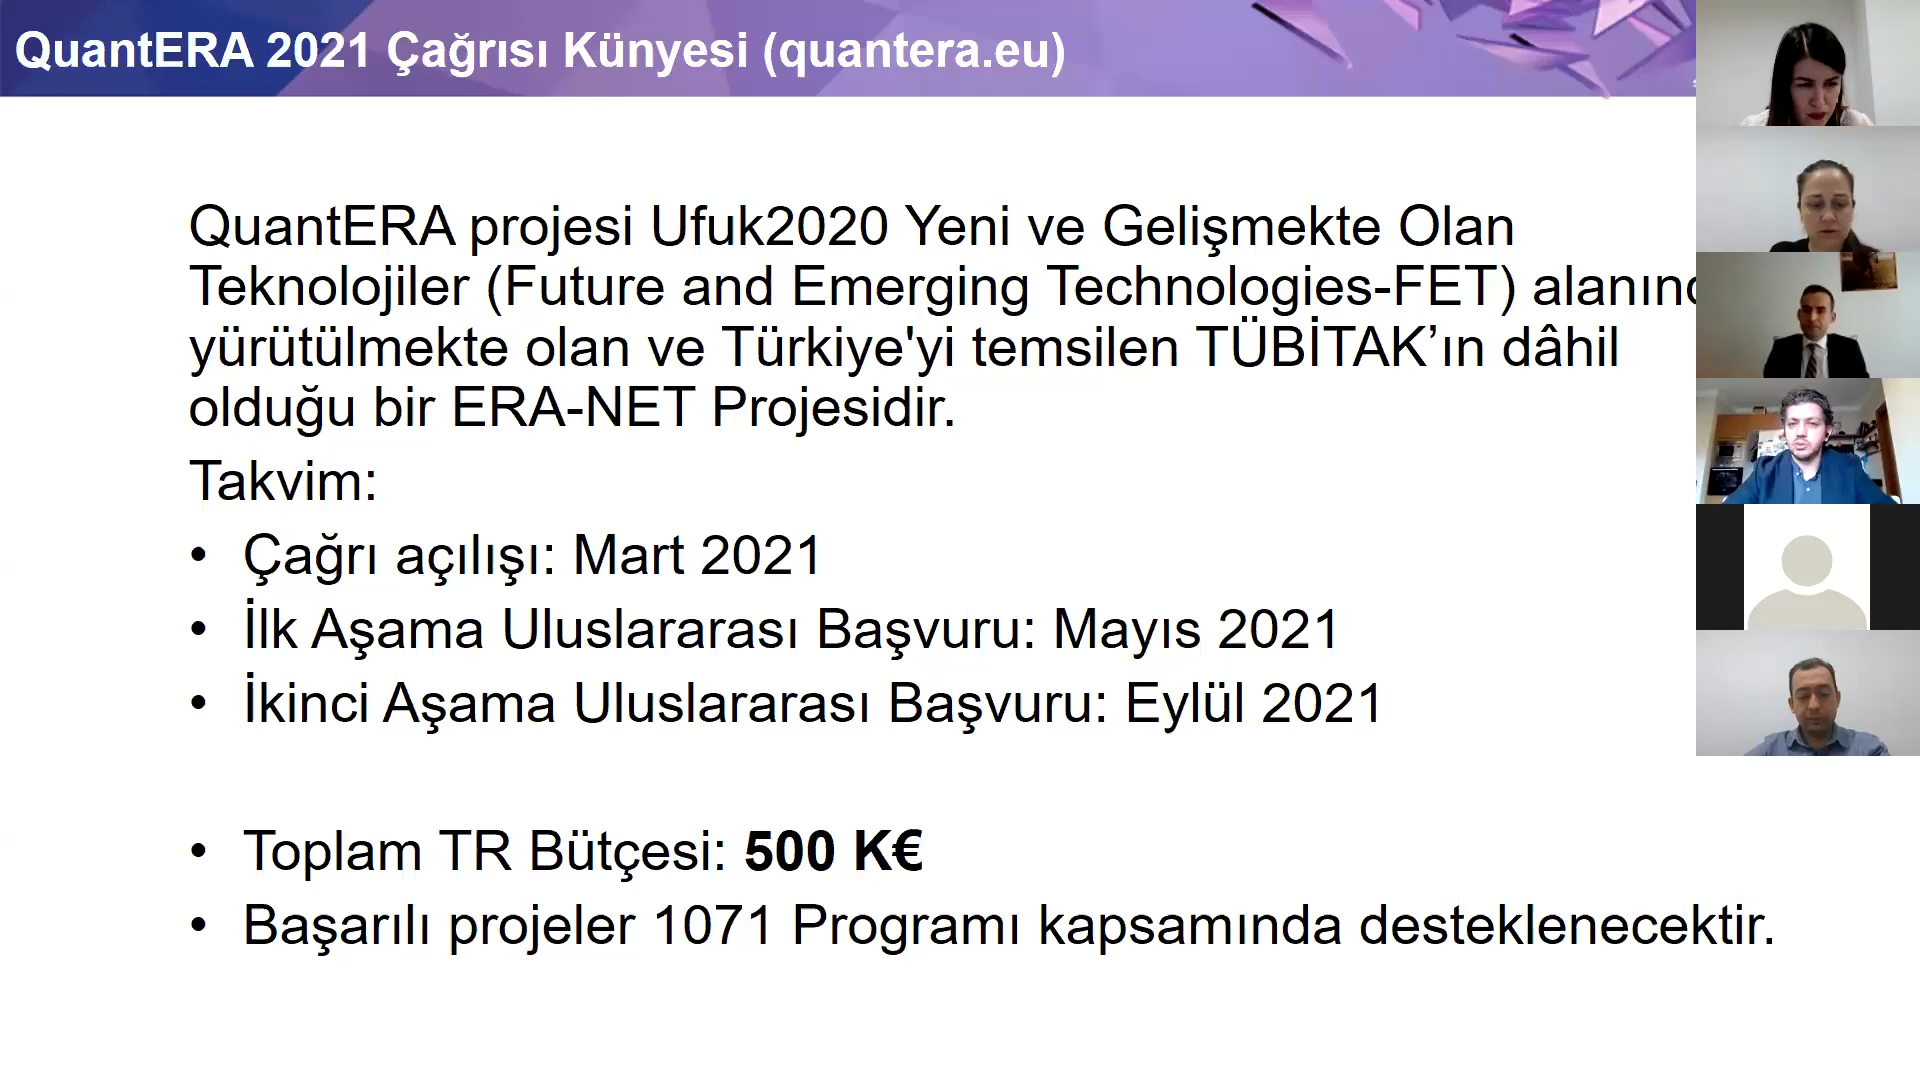 QuantERA 2021 Çağrısı Künyesi (quantera.eu)
QuantERA projesi Ufuk2020 Yeni ve Gelişmekte Olan
Teknolojiler (Future and Emerging Technologies-FET)
yürütülmekte olan ve Türkiye'yi temsilen TÜBİTAK’ın dâhil
olduğu bir ERA-NET Projesidir.
Takvim:
• Çağrı açılışı: Mart 2021
• İlk Aşama Uluslararası Başvuru: Mayıs 2021
• İkinci Aşama Uluslararası Başvuru: Eylül 2021
• Toplam TR Bütçesi: 500 K€
• Başarılı projeler 1071 Programı kapsamında desteklenecektir.